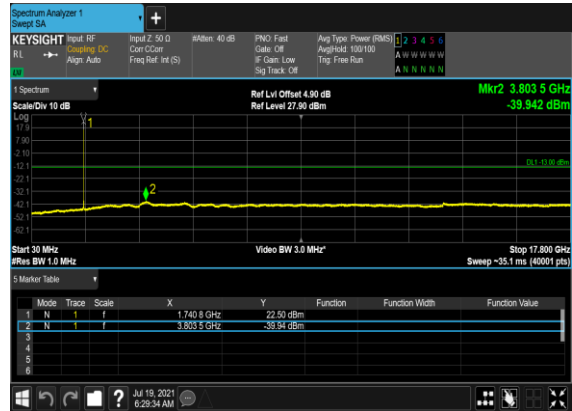 Spectrum Analyzer 1
Swept SA
+
KEYSIGHT Input: RF Input Z: 50 Ω #Atten: 40 dB PNO: Fast Avg Type: Power (RMS) 1 2 3 4 5 6
RL Coupling: DC Corr CCorr Gate: Off Avg|Hold: 100/100 A W W W W W
Align: Auto Freq Ref: Int (S) IF Gain: Low Trig: Free Run
Sig Track: Off A N N N N N
1 Spectrum Ref Lvl Offset 4.90 dB Mkr2 3.803 5 GHz
Scale/Div 10 dB Ref Level 27.90 dBm -39.942 dBm
Log
1
17.9
7.90
-2.10
-12.1 DL1 -13.00 dBm
-22.1
-32.1 2
-42.1
-52.1
-62.1
Start 30 MHz Video BW 3.0 MHz* Stop 17.800 GHz
#Res BW 1.0 MHz Sweep ~35.1 ms (40001 pts)
5 Marker Table
Mode Trace Scale X Y Function Function Width Function Value
1 N 1 f 1.740 8 GHz 22.50 dBm
2 N 1 f 3.803 5 GHz -39.94 dBm
3
4
5
6
? Jul 19, 2021
6:29:34 AM